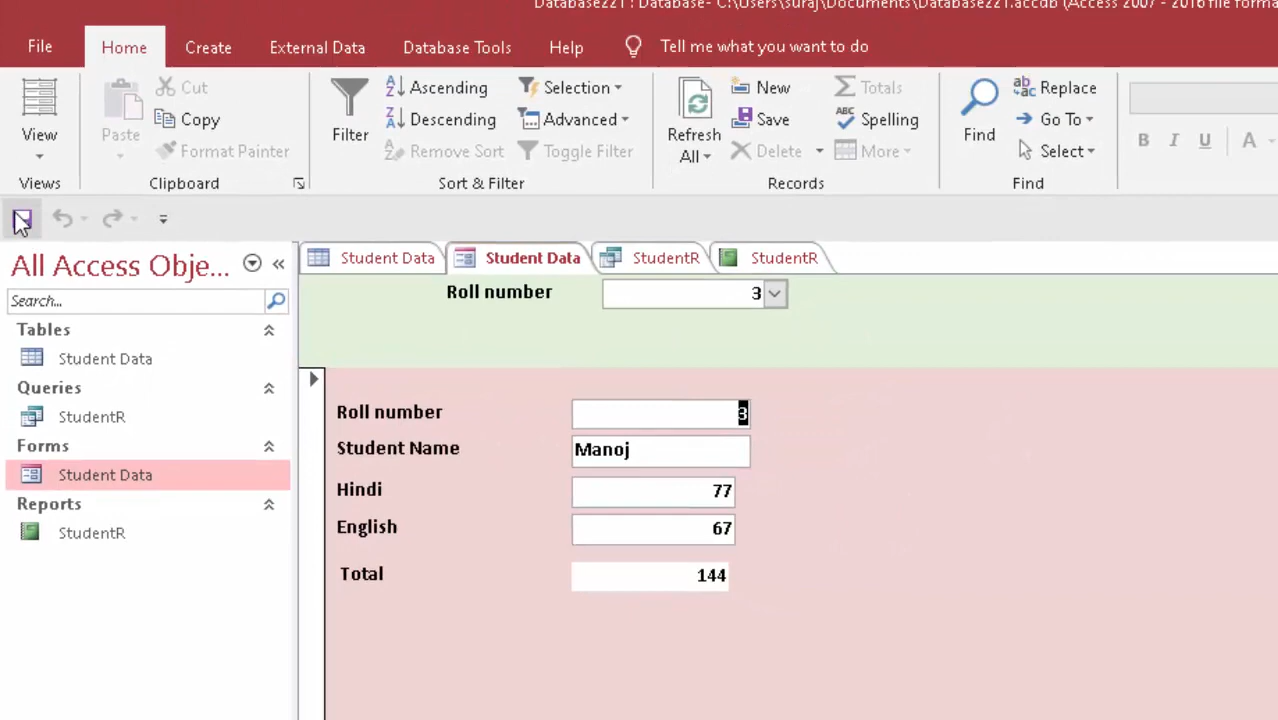 Database221 : Database- C:\Users\suraj\Documents\Database221.accdb (Access 2007 - 2016 file forma
File Home Create External Data Database Tools Help Tell me what you want to do
View
Views
Paste
Cut
Copy
Format Painter
Clipboard
Filter
Ascending
Descending
Remove Sort
Selection
Advanced
Toggle Filter
Sort & Filter
Refresh
All
New
Save
Delete
Totals
Spelling
More
Records
Find
Replace
Go To
Select
Find
B I U A
All Access Obje...
Search...
Tables
Student Data
Queries
StudentR
Forms
Student Data
Reports
StudentR
Student Data Student Data StudentR StudentR
Roll number 3
Roll number 3
Student Name Manoj
Hindi 77
English 67
Total 144